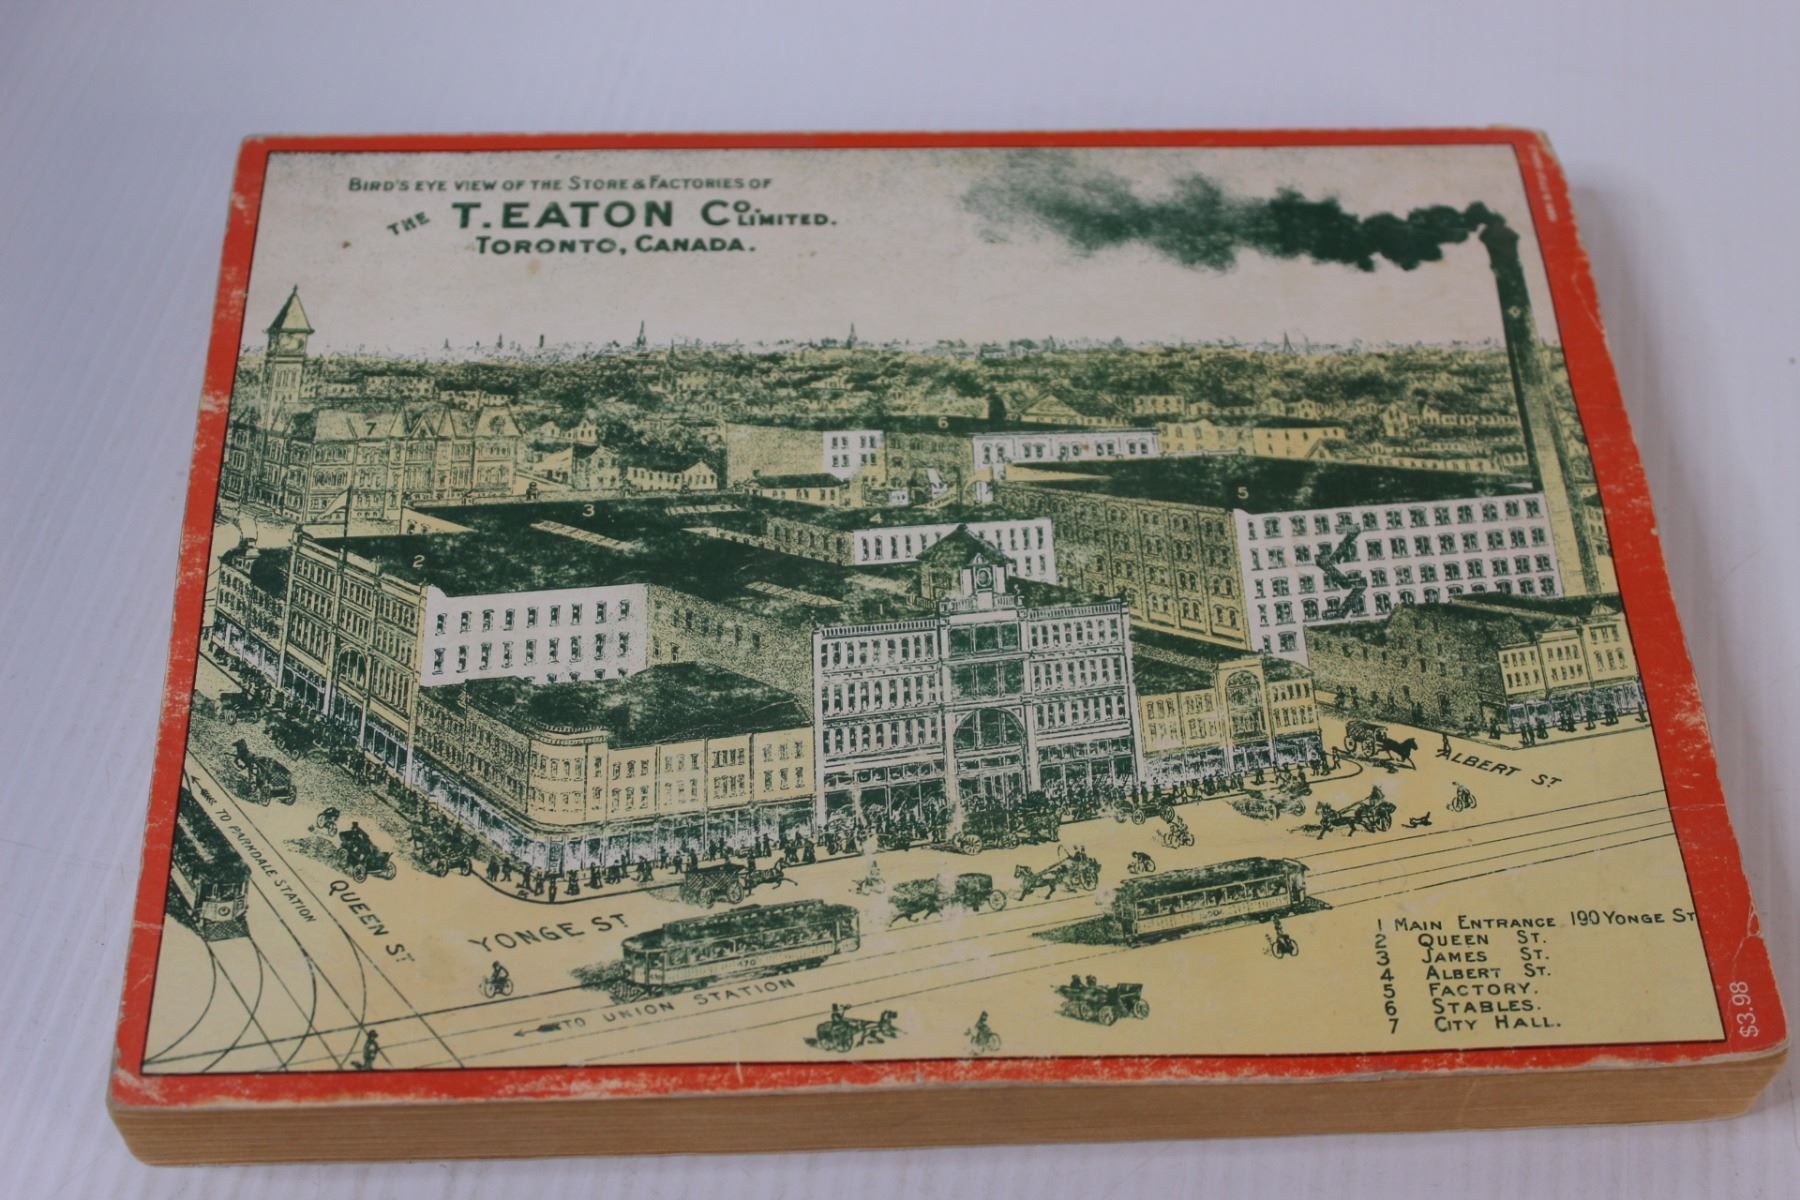 BIRD'S EYE VIEW OF THE STORE & FACTORIES OF
THE T. EATON CO. LIMITED.
TORONTO, CANADA.
7
6
5
3
4
2
1
ALBERT ST.
TO PARKDALE STATION
QUEEN ST.
YONGE ST
TO UNION STATION
470
1 MAIN ENTRANCE 190 YONGE ST
2 QUEEN ST.
3 JAMES ST.
4 ALBERT ST.
5 FACTORY.
6 STABLES.
7 CITY HALL.
$3.98